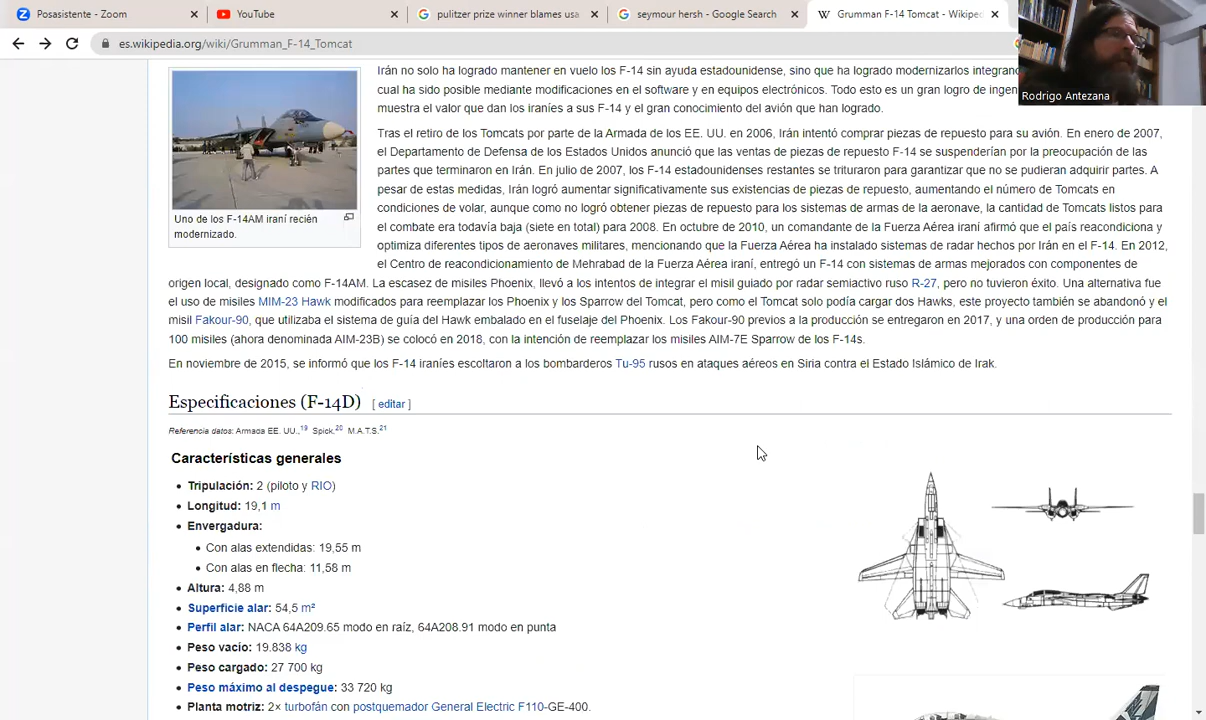 Posasistente - Zoom
YouTube
pulitzer prize winner blames usa
seymour hersh - Google Search
Grumman F-14 Tomcat - Wikiped
es.wikipedia.org/wiki/Grumman_F-14_Tomcat
Rodrigo Antezana
Irán no solo ha logrado mantener en vuelo los F-14 sin ayuda estadounidense, sino que ha logrado modernizarlos integrand
cual ha sido posible mediante modificaciones en el software y en equipos electrónicos. Todo esto es un gran logro de ingen
muestra el valor que dan los iraníes a sus F-14 y el gran conocimiento del avión que han logrado.
Tras el retiro de los Tomcats por parte de la Armada de los EE. UU. en 2006, Irán intentó comprar piezas de repuesto para su avión. En enero de 2007,
el Departamento de Defensa de los Estados Unidos anunció que las ventas de piezas de repuesto F-14 se suspenderían por la preocupación de las
partes que terminaron en Irán. En julio de 2007, los F-14 estadounidenses restantes se trituraron para garantizar que no se pudieran adquirir partes. A
pesar de estas medidas, Irán logró aumentar significativamente sus existencias de piezas de repuesto, aumentando el número de Tomcats en
condiciones de volar, aunque como no logró obtener piezas de repuesto para los sistemas de armas de la aeronave, la cantidad de Tomcats listos para
el combate era todavía baja (siete en total) para 2008. En octubre de 2010, un comandante de la Fuerza Aérea iraní afirmó que el país reacondiciona y
optimiza diferentes tipos de aeronaves militares, mencionando que la Fuerza Aérea ha instalado sistemas de radar hechos por Irán en el F-14. En 2012,
el Centro de reacondicionamiento de Mehrabad de la Fuerza Aérea iraní, entregó un F-14 con sistemas de armas mejorados con componentes de
origen local, designado como F-14AM. La escasez de misiles Phoenix, llevó a los intentos de integrar el misil guiado por radar semiactivo ruso R-27, pero no tuvieron éxito. Una alternativa fue
el uso de misiles MIM-23 Hawk modificados para reemplazar los Phoenix y los Sparrow del Tomcat, pero como el Tomcat solo podía cargar dos Hawks, este proyecto también se abandonó y el
misil Fakour-90, que utilizaba el sistema de guía del Hawk embalado en el fuselaje del Phoenix. Los Fakour-90 previos a la producción se entregaron en 2017, y una orden de producción para
100 misiles (ahora denominada AIM-23B) se colocó en 2018, con la intención de reemplazar los misiles AIM-7E Sparrow de los F-14s.
Uno de los F-14AM iraní recién
modernizado.
En noviembre de 2015, se informó que los F-14 iraníes escoltaron a los bombarderos Tu-95 rusos en ataques aéreos en Siria contra el Estado Islámico de Irak.
Especificaciones (F-14D) [ editar ]
Referencia datos: Armada EE. UU.,19 Spick.20 M.A.T.S.21
Características generales
• Tripulación: 2 (piloto y RIO)
• Longitud: 19,1 m
• Envergadura:
• Con alas extendidas: 19,55 m
• Con alas en flecha: 11,58 m
• Altura: 4,88 m
• Superficie alar: 54,5 m²
• Perfil alar: NACA 64A209.65 modo en raíz, 64A208.91 modo en punta
• Peso vacío: 19.838 kg
• Peso cargado: 27 700 kg
• Peso máximo al despegue: 33 720 kg
• Planta motriz: 2× turbofán con postquemador General Electric F110-GE-400.